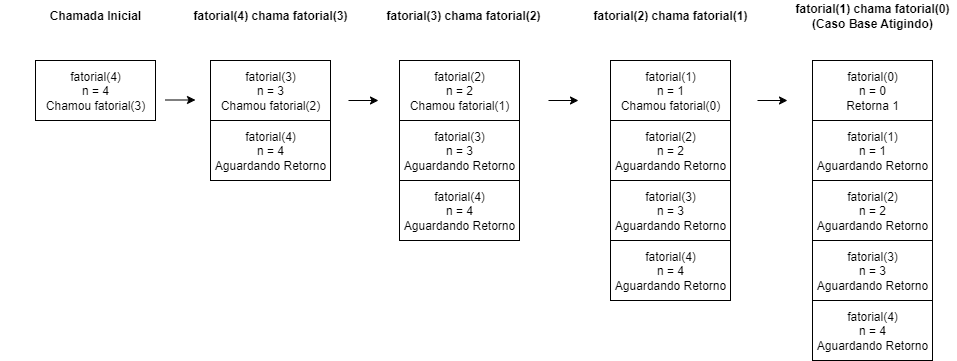 Chamada Inicial
fatorial(4) chama fatorial(3)
fatorial(3) chama fatorial(2)
fatorial(2) chama fatorial(1)
fatorial(1) chama fatorial(0)
(Caso Base Atigindo)
fatorial(4)
n = 4
Chamou fatorial(3)
fatorial(3)
n = 3
Chamou fatorial(2)
fatorial(4)
n = 4
Aguardando Retorno
fatorial(2)
n = 2
Chamou fatorial(1)
fatorial(3)
n = 3
Aguardando Retorno
fatorial(4)
n = 4
Aguardando Retorno
fatorial(1)
n = 1
Chamou fatorial(0)
fatorial(2)
n = 2
Aguardando Retorno
fatorial(3)
n = 3
Aguardando Retorno
fatorial(4)
n = 4
Aguardando Retorno
fatorial(0)
n = 0
Retorna 1
fatorial(1)
n = 1
Aguardando Retorno
fatorial(2)
n = 2
Aguardando Retorno
fatorial(3)
n = 3
Aguardando Retorno
fatorial(4)
n = 4
Aguardando Retorno